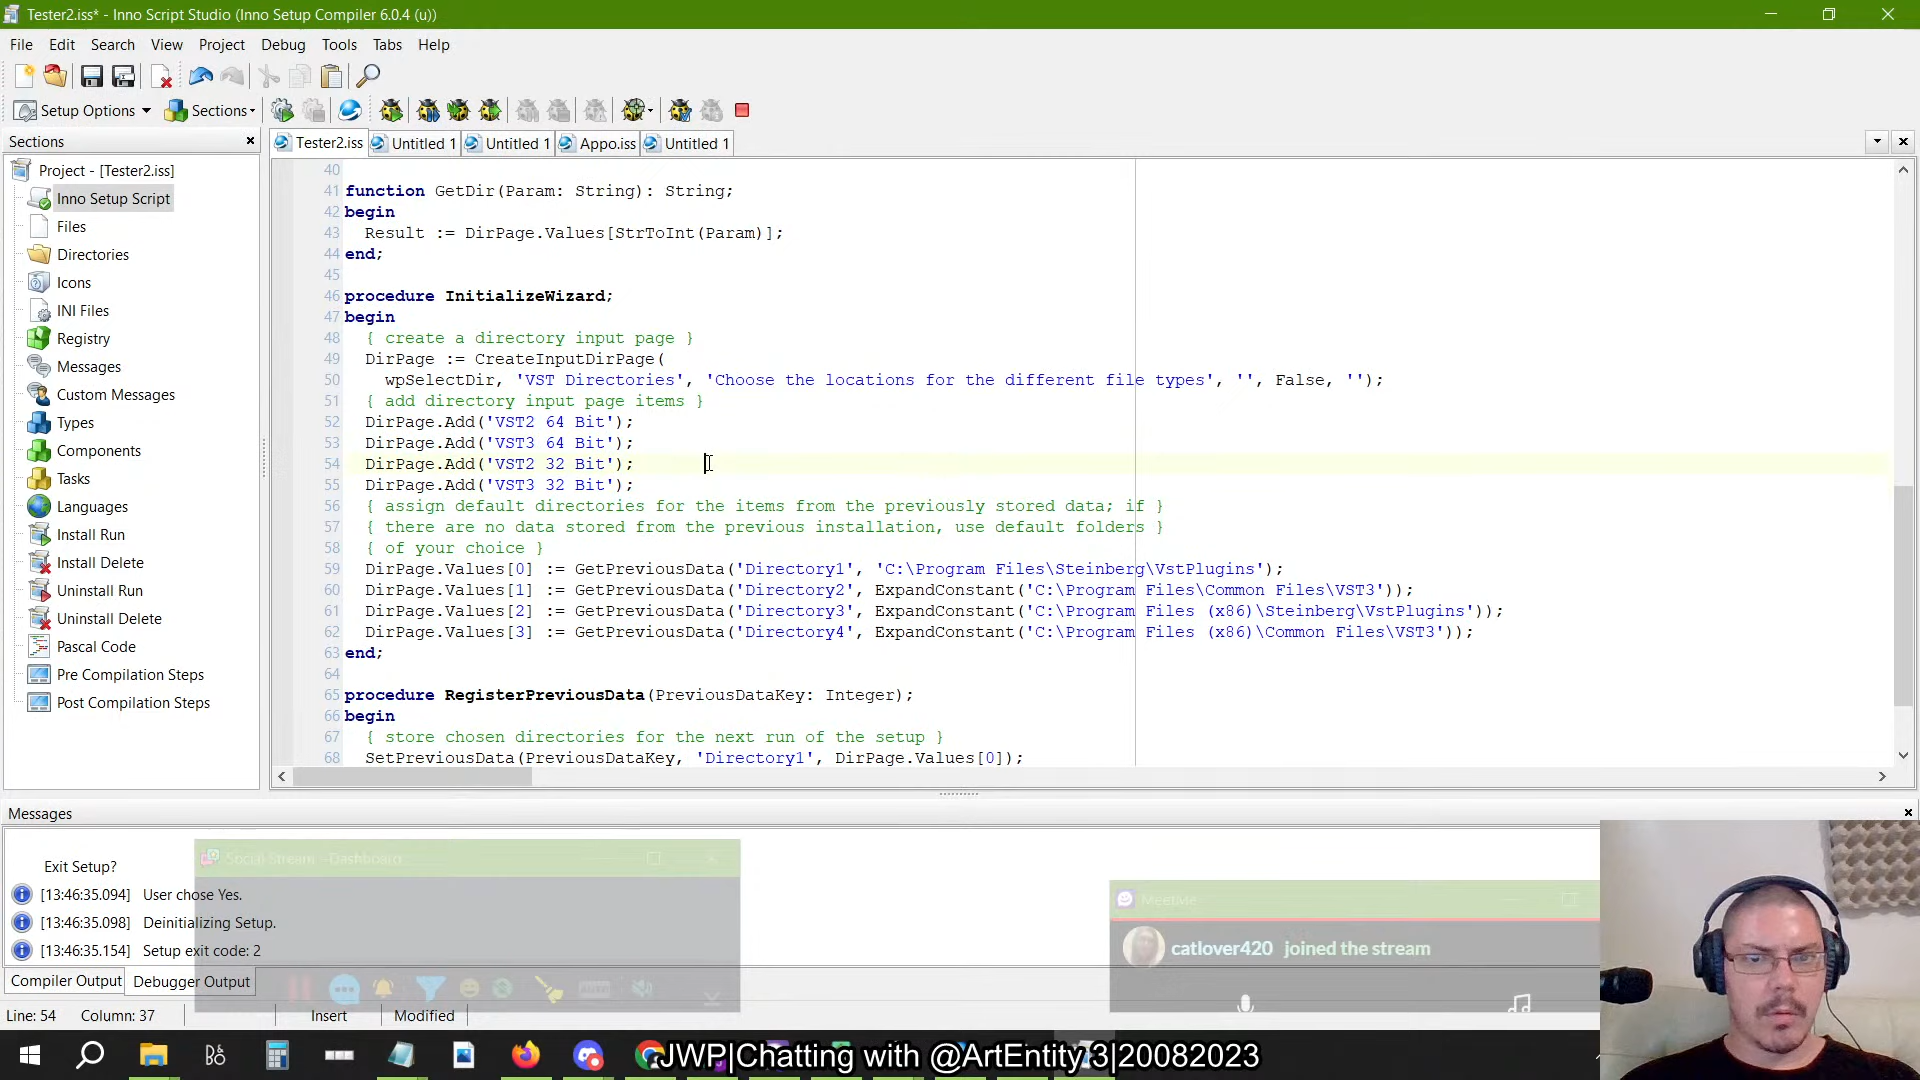 Tester2.iss* - Inno Script Studio (Inno Setup Compiler 6.0.4 (u))
File Edit Search View Project Debug Tools Tabs Help
Setup Options Sections
Sections
Project - [Tester2.iss]
Inno Setup Script
Files
Directories
Icons
INI Files
Registry
Messages
Custom Messages
Types
Components
Tasks
Languages
Install Run
Install Delete
Uninstall Run
Uninstall Delete
Pascal Code
Pre Compilation Steps
Post Compilation Steps
Tester2.iss Untitled 1 Untitled 1 Appo.iss Untitled 1
40
41 function GetDir(Param: String): String;
42 begin
43 Result := DirPage.Values[StrToInt(Param)];
44 end;
45
46 procedure InitializeWizard;
47 begin
48 { create a directory input page }
49 DirPage := CreateInputDirPage(
50 wpSelectDir, 'VST Directories', 'Choose the locations for the different file types', '', False, '');
51 { add directory input page items }
52 DirPage.Add('VST2 64 Bit');
53 DirPage.Add('VST3 64 Bit');
54 DirPage.Add('VST2 32 Bit');
55 DirPage.Add('VST3 32 Bit');
56 { assign default directories for the items from the previously stored data; if }
57 { there are no data stored from the previous installation, use default folders }
58 { of your choice }
59 DirPage.Values[0] := GetPreviousData('Directory1', 'C:\Program Files\Steinberg\VstPlugins');
60 DirPage.Values[1] := GetPreviousData('Directory2', ExpandConstant('C:\Program Files\Common Files\VST3'));
61 DirPage.Values[2] := GetPreviousData('Directory3', ExpandConstant('C:\Program Files (x86)\Steinberg\VstPlugins'));
62 DirPage.Values[3] := GetPreviousData('Directory4', ExpandConstant('C:\Program Files (x86)\Common Files\VST3'));
63 end;
64
65 procedure RegisterPreviousData(PreviousDataKey: Integer);
66 begin
67 { store chosen directories for the next run of the setup }
68 SetPreviousData(PreviousDataKey, 'Directory1', DirPage.Values[0]);
Messages
Exit Setup?
[13:46:35.094] User chose Yes.
[13:46:35.098] Deinitializing Setup.
[13:46:35.154] Setup exit code: 2
Social Stream - Dashboard
catlover420 joined the stream
Compiler Output Debugger Output
Line: 54 Column: 37 Insert Modified
JWP|Chatting with @ArtEntity 3|20082023